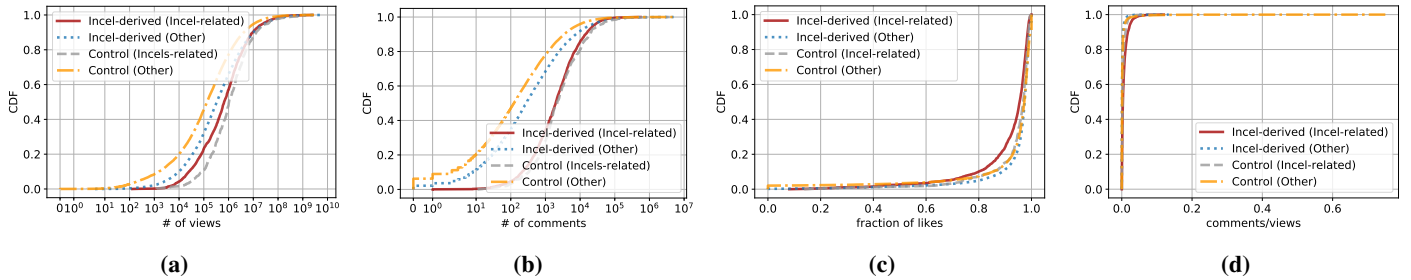 1.0
0.8
0.6
0.4
0.2
0.0
CDF
Incel-derived (Incel-related)
Incel-derived (Other)
Control (Incels-related)
Control (Other)
0 10⁰ 10¹ 10² 10³ 10⁴ 10⁵ 10⁶ 10⁷ 10⁸ 10⁹ 10¹⁰
# of views
(a)
1.0
0.8
0.6
0.4
0.2
0.0
CDF
Incel-derived (Incel-related)
Incel-derived (Other)
Control (Incels-related)
Control (Other)
0 10⁰ 10¹ 10² 10³ 10⁴ 10⁵ 10⁶ 10⁷
# of comments
(b)
1.0
0.8
0.6
0.4
0.2
0.0
CDF
Incel-derived (Incel-related)
Incel-derived (Other)
Control (Incel-related)
Control (Other)
0.0 0.2 0.4 0.6 0.8 1.0
fraction of likes
(c)
1.0
0.8
0.6
0.4
0.2
0.0
CDF
Incel-derived (Incel-related)
Incel-derived (Other)
Control (Incel-related)
Control (Other)
0.0 0.2 0.4 0.6
comments/views
(d)